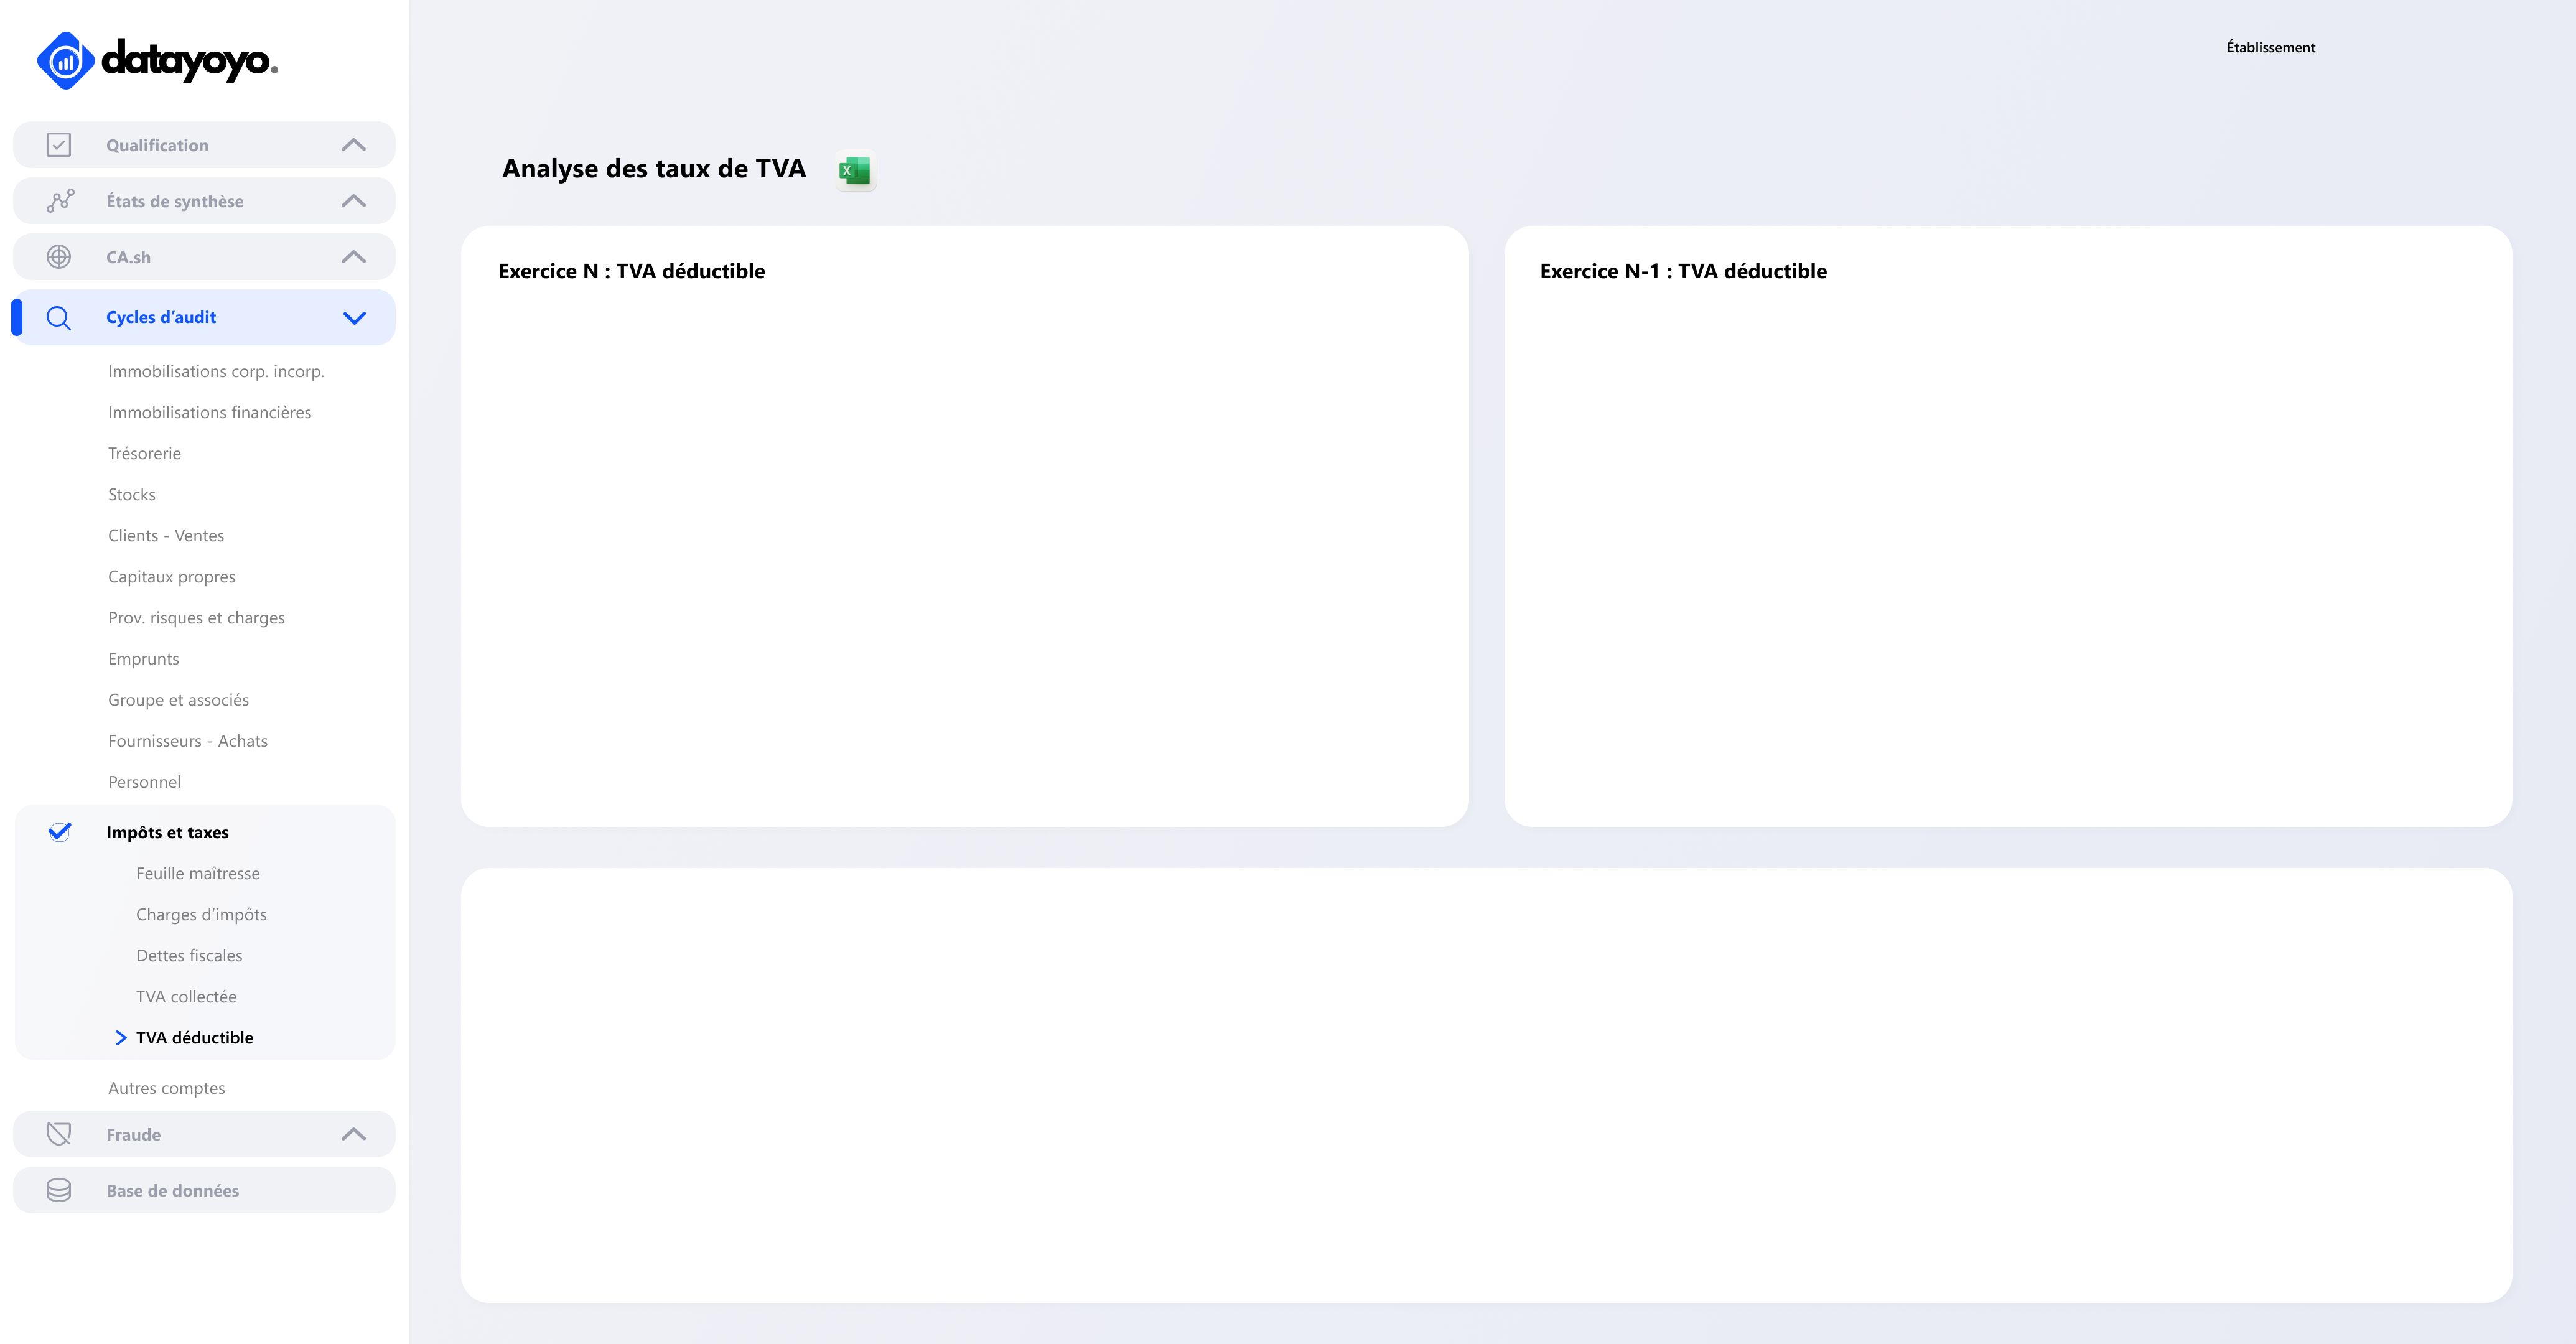 datayoyo.
Établissement
Qualification
États de synthèse
CA.sh
Cycles d’audit
Immobilisations corp. incorp.
Immobilisations financières
Trésorerie
Stocks
Clients - Ventes
Capitaux propres
Prov. risques et charges
Emprunts
Groupe et associés
Fournisseurs - Achats
Personnel
Impôts et taxes
Feuille maîtresse
Charges d’impôts
Dettes fiscales
TVA collectée
TVA déductible
Autres comptes
Fraude
Base de données
Analyse des taux de TVA
X
Exercice N : TVA déductible
Exercice N-1 : TVA déductible